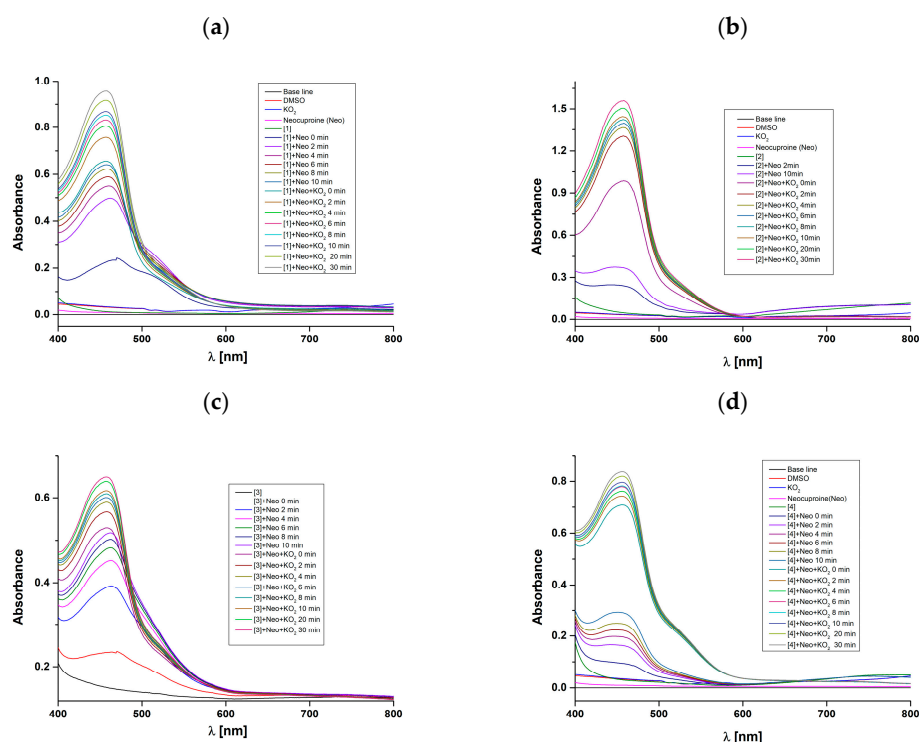 (a)
Absorbance
1.0
0.8
0.6
0.4
0.2
0.0
400
500
600
700
800
λ [nm]
Base line
DMSO
KO2
Neocuproine (Neo)
[1]
[1]+Neo 0 min
[1]+Neo 2 min
[1]+Neo 4 min
[1]+Neo 6 min
[1]+Neo 8 min
[1]+Neo 10 min
[1]+Neo+KO2 0 min
[1]+Neo+KO2 2 min
[1]+Neo+KO2 4 min
[1]+Neo+KO2 6 min
[1]+Neo+KO2 8 min
[1]+Neo+KO2 10 min
[1]+Neo+KO2 20 min
[1]+Neo+KO2 30 min
(b)
Absorbance
1.5
1.2
0.9
0.6
0.3
0.0
400
500
600
700
800
λ [nm]
Base line
DMSO
KO2
Neocuproine (Neo)
[2]
[2]+Neo 2min
[2]+Neo 10min
[2]+Neo+KO2 0min
[2]+Neo+KO2 2min
[2]+Neo+KO2 4min
[2]+Neo+KO2 6min
[2]+Neo+KO2 8min
[2]+Neo+KO2 10min
[2]+Neo+KO2 20min
[2]+Neo+KO2 30min
(c)
Absorbance
0.6
0.4
0.2
400
500
600
700
800
λ [nm]
[3]
[3]+Neo 0 min
[3]+Neo 2 min
[3]+Neo 4 min
[3]+Neo 6 min
[3]+Neo 8 min
[3]+Neo 10 min
[3]+Neo+KO2 0 min
[3]+Neo+KO2 2 min
[3]+Neo+KO2 4 min
[3]+Neo+KO2 6 min
[3]+Neo+KO2 8 min
[3]+Neo+KO2 10 min
[3]+Neo+KO2 20 min
[3]+Neo+KO2 30 min
(d)
Absorbance
0.8
0.6
0.4
0.2
0.0
400
500
600
700
800
λ [nm]
Base line
DMSO
KO2
Neocuproine(Neo)
[4]
[4]+Neo 0 min
[4]+Neo 2 min
[4]+Neo 4 min
[4]+Neo 6 min
[4]+Neo 8 min
[4]+Neo 10 min
[4]+Neo+KO2 0 min
[4]+Neo+KO2 2 min
[4]+Neo+KO2 4 min
[4]+Neo+KO2 6 min
[4]+Neo+KO2 8 min
[4]+Neo+KO2 10 min
[4]+Neo+KO2 20 min
[4]+Neo+KO2 30 min